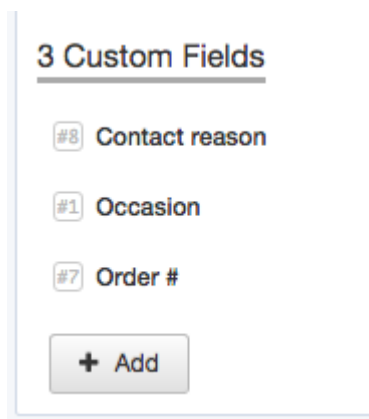 3 Custom Fields
#8 Contact reason
#1 Occasion
#7 Order #
+ Add